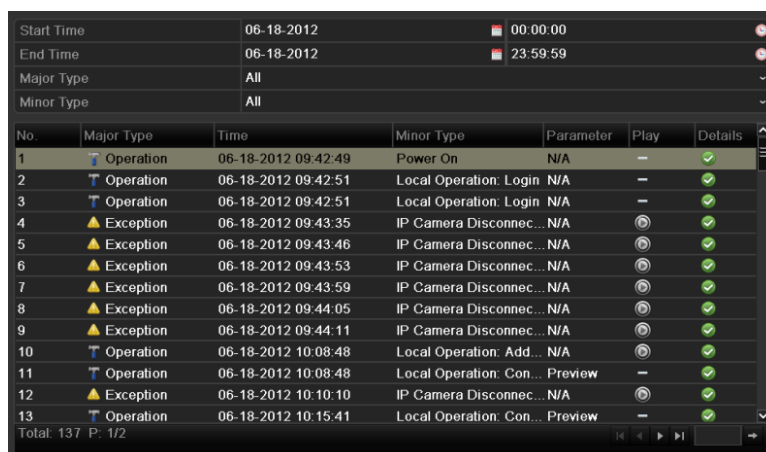 Start Time 06-18-2012 00:00:00
End Time 06-18-2012 23:59:59
Major Type All
Minor Type All
No. Major Type Time Minor Type Parameter Play Details
1 Operation 06-18-2012 09:42:49 Power On N/A –
2 Operation 06-18-2012 09:42:51 Local Operation: Login N/A –
3 Operation 06-18-2012 09:42:51 Local Operation: Login N/A –
4 Exception 06-18-2012 09:43:35 IP Camera Disconnec... N/A
5 Exception 06-18-2012 09:43:46 IP Camera Disconnec... N/A
6 Exception 06-18-2012 09:43:53 IP Camera Disconnec... N/A
7 Exception 06-18-2012 09:43:59 IP Camera Disconnec... N/A
8 Exception 06-18-2012 09:44:05 IP Camera Disconnec... N/A
9 Exception 06-18-2012 09:44:11 IP Camera Disconnec... N/A
10 Operation 06-18-2012 10:08:48 Local Operation: Add... N/A
11 Operation 06-18-2012 10:08:48 Local Operation: Con... Preview –
12 Exception 06-18-2012 10:10:10 IP Camera Disconnec... N/A
13 Operation 06-18-2012 10:15:41 Local Operation: Con... Preview –
Total: 137 P: 1/2